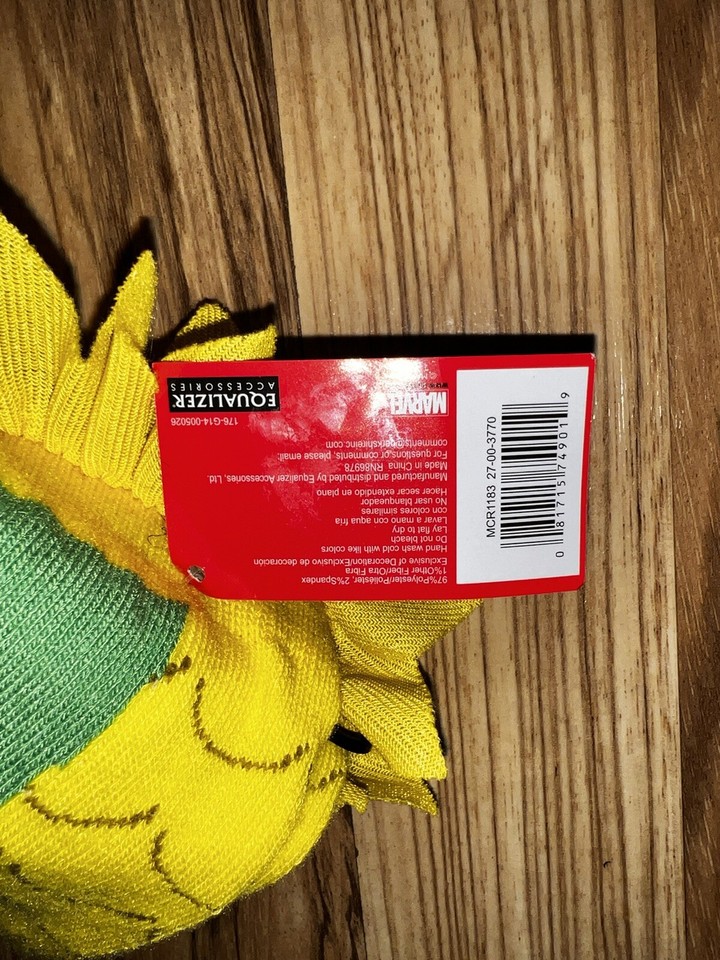 97%Polyester/Poliéster, 2%Spandex
1%Other Fiber/Otra Fibra
Exclusive of Decoration/Exclusivo de decoración
Hand wash cold with like colors
Do not bleach
Lay flat to dry
Lavar a mano con agua fría
con colores similares
No usar blanqueador
Hacer secar extendido en plano
Manufactured and distributed by Equalizer Accessories, Ltd.
Made in China RN86978
For questions or comments, please email:
comments@berkshireinc.com
176-G14-005026
MARVEL
EQUALIZER
ACCESSORIES
MCR1183 27-00-3770
0 81715 74901 9